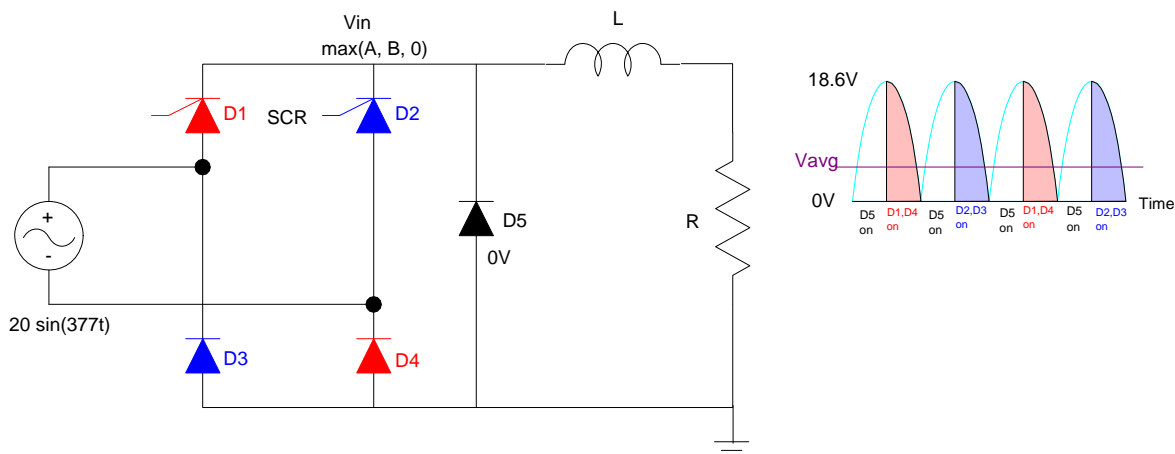 Vin
max(A, B, 0)
L
D1
SCR
D2
+
-
D5
0V
R
20 sin(377t)
D3
D4
18.6V
Vavg
0V
Time
D5
on
D1,D4
on
D5
on
D2,D3
on
D5
on
D1,D4
on
D5
on
D2,D3
on